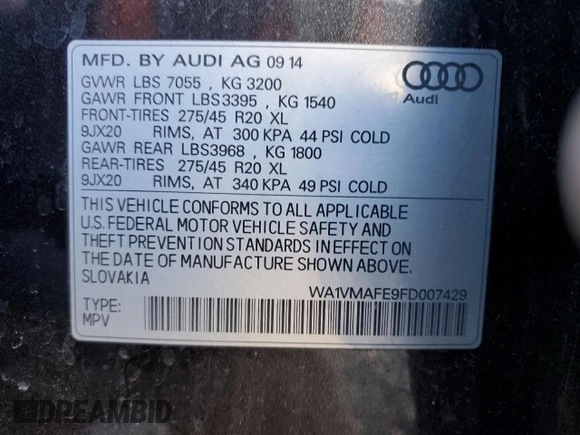 MFD. BY AUDI AG 09 14
GVWR LBS 7055 , KG 3200
GAWR FRONT LBS3395 , KG 1540
FRONT-TIRES 275/45 R20 XL
9JX20 RIMS, AT 300 KPA 44 PSI COLD
GAWR REAR LBS3968 , KG 1800
REAR-TIRES 275/45 R20 XL
9JX20 RIMS, AT 340 KPA 49 PSI COLD
Audi
THIS VEHICLE CONFORMS TO ALL APPLICABLE
U.S. FEDERAL MOTOR VEHICLE SAFETY AND
THEFT PREVENTION STANDARDS IN EFFECT ON
THE DATE OF MANUFACTURE SHOWN ABOVE.
SLOVAKIA
WA1VMAFE9FD007429
TYPE:
MPV
DREAMBID